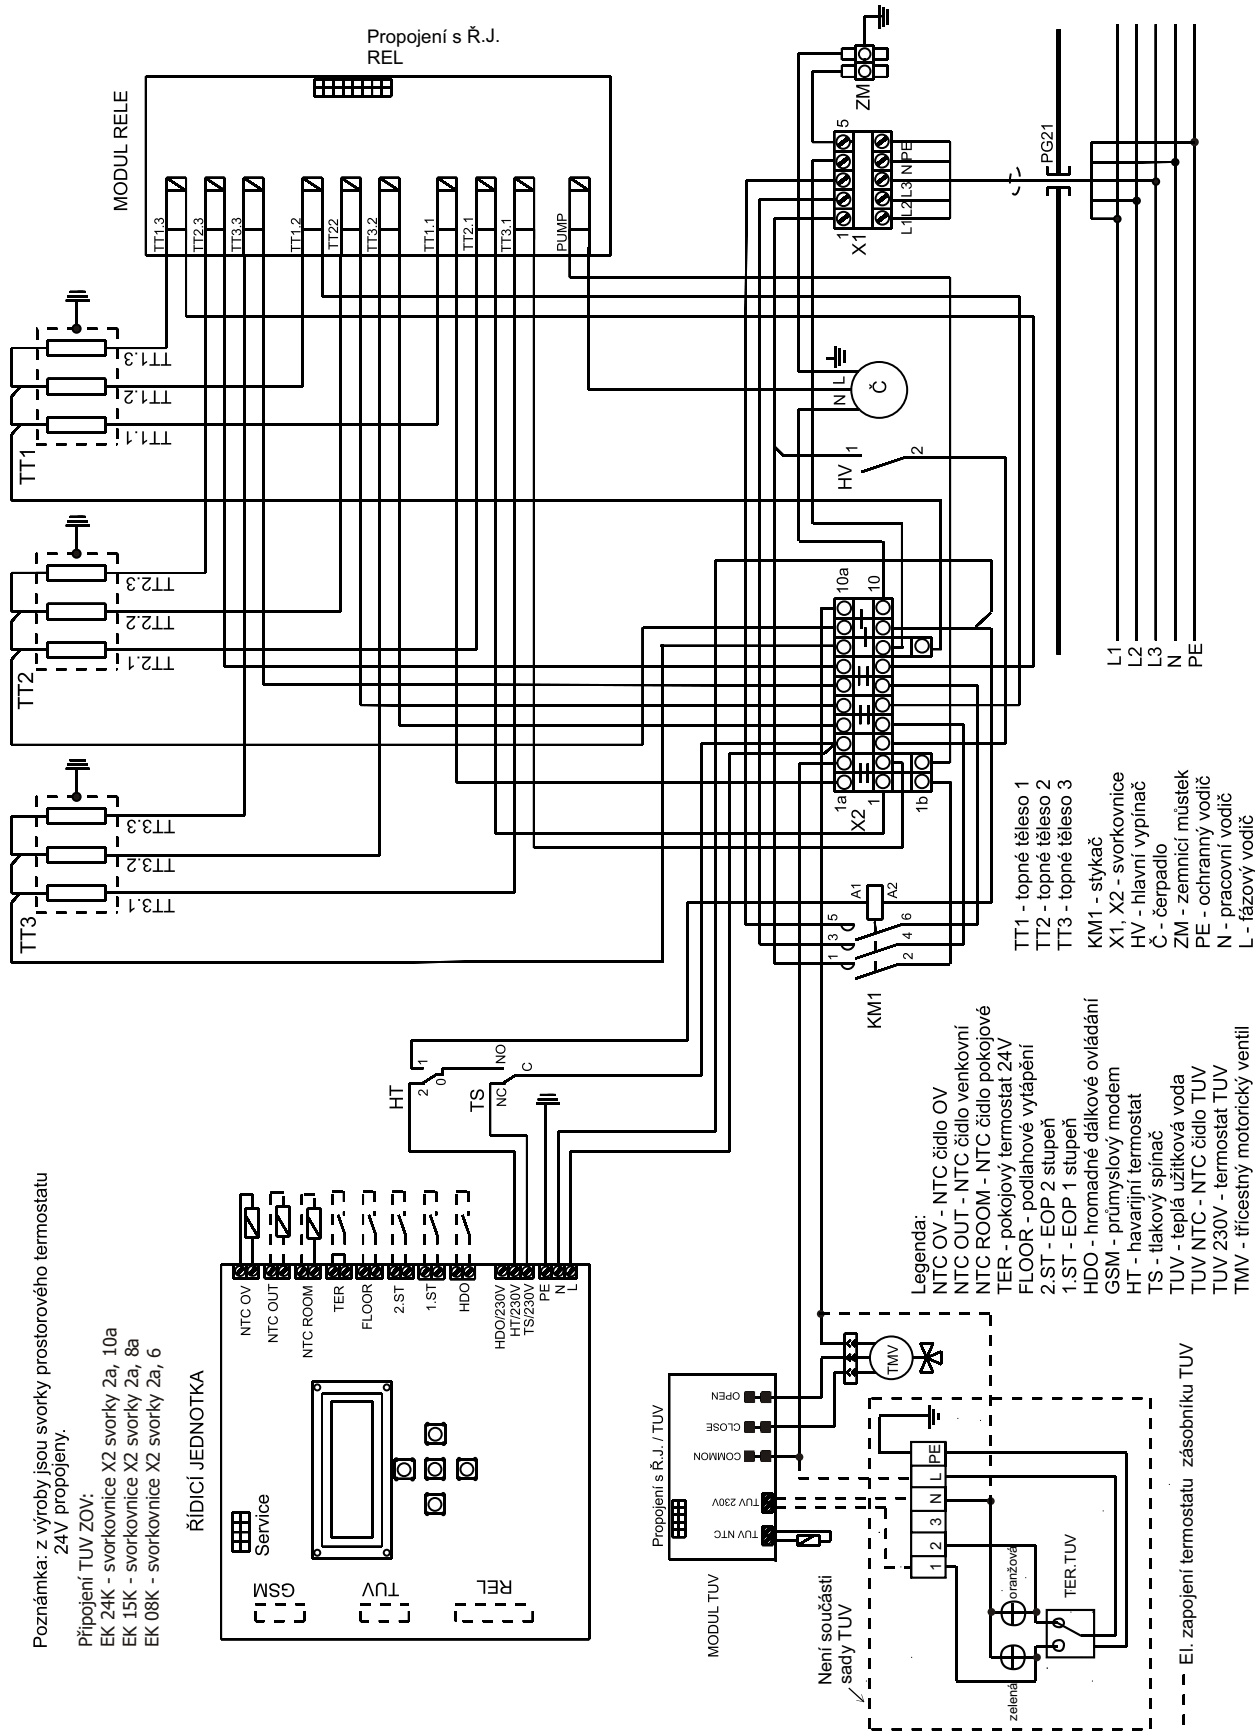 Poznámka: z výroby jsou svorky prostorového termostatu
24V propojeny.
Připojení TUV ZOV:
EK 24K - svorkovnice X2 svorky 2a, 10a
EK 15K - svorkovnice X2 svorky 2a, 8a
EK 08K - svorkovnice X2 svorky 2a, 6
ŘÍDICÍ JEDNOTKA
Service
GSM
TUV
REL
NTC OV
NTC OUT
NTC ROOM
TER
FLOOR
2.ST
1.ST
HDO
HDO/230V
HT/230V
TS/230V
PE
N
L
HT
2
1
0
TS
NO
NC
C
TT3
TT3.1
TT3.2
TT3.3
TT2
TT2.1
TT2.2
TT2.3
TT1
TT1.1
TT1.2
TT1.3
MODUL RELE
Propojení s Ř.J.
REL
TT1.3
TT2.3
TT3.3
TT1.2
TT22
TT3.2
TT1.1
TT2.1
TT3.1
PUMP
ZM
X1
1
5
L1
L2
L3
N
PE
PG21
L1
L2
L3
N
PE
N
L
Č
HV
1
2
X2
1a
1
1b
10a
10
KM1
1
3
5
2
4
6
A1
A2
MODUL TUV
Propojení s Ř.J. / TUV
TUV NTC
TUV 230V
COMMON
CLOSE
OPEN
TMV
Není součásti
sady TUV
1
2
3
N
L
PE
zelená
oranžová
TER.TUV
El. zapojení termostatu zásobníku TUV
Legenda:
NTC OV - NTC čidlo OV
NTC OUT - NTC čidlo venkovní
NTC ROOM - NTC čidlo pokojové
TER - pokojový termostat 24V
FLOOR - podlahové vytápění
2.ST - EOP 2 stupeň
1.ST - EOP 1 stupeň
HDO - hromadné dálkové ovládání
GSM - průmyslový modem
HT - havarijní termostat
TS - tlakový spínač
TUV - teplá užitková voda
TUV NTC - NTC čidlo TUV
TUV 230V - termostat TUV
TMV - třícestný motorický ventil
TT1 - topné těleso 1
TT2 - topné těleso 2
TT3 - topné těleso 3
KM1 - stykač
X1, X2 - svorkovnice
HV - hlavní vypínač
Č - čerpadlo
ZM - zemnicí můstek
PE - ochranný vodič
N - pracovní vodič
L - fázový vodič